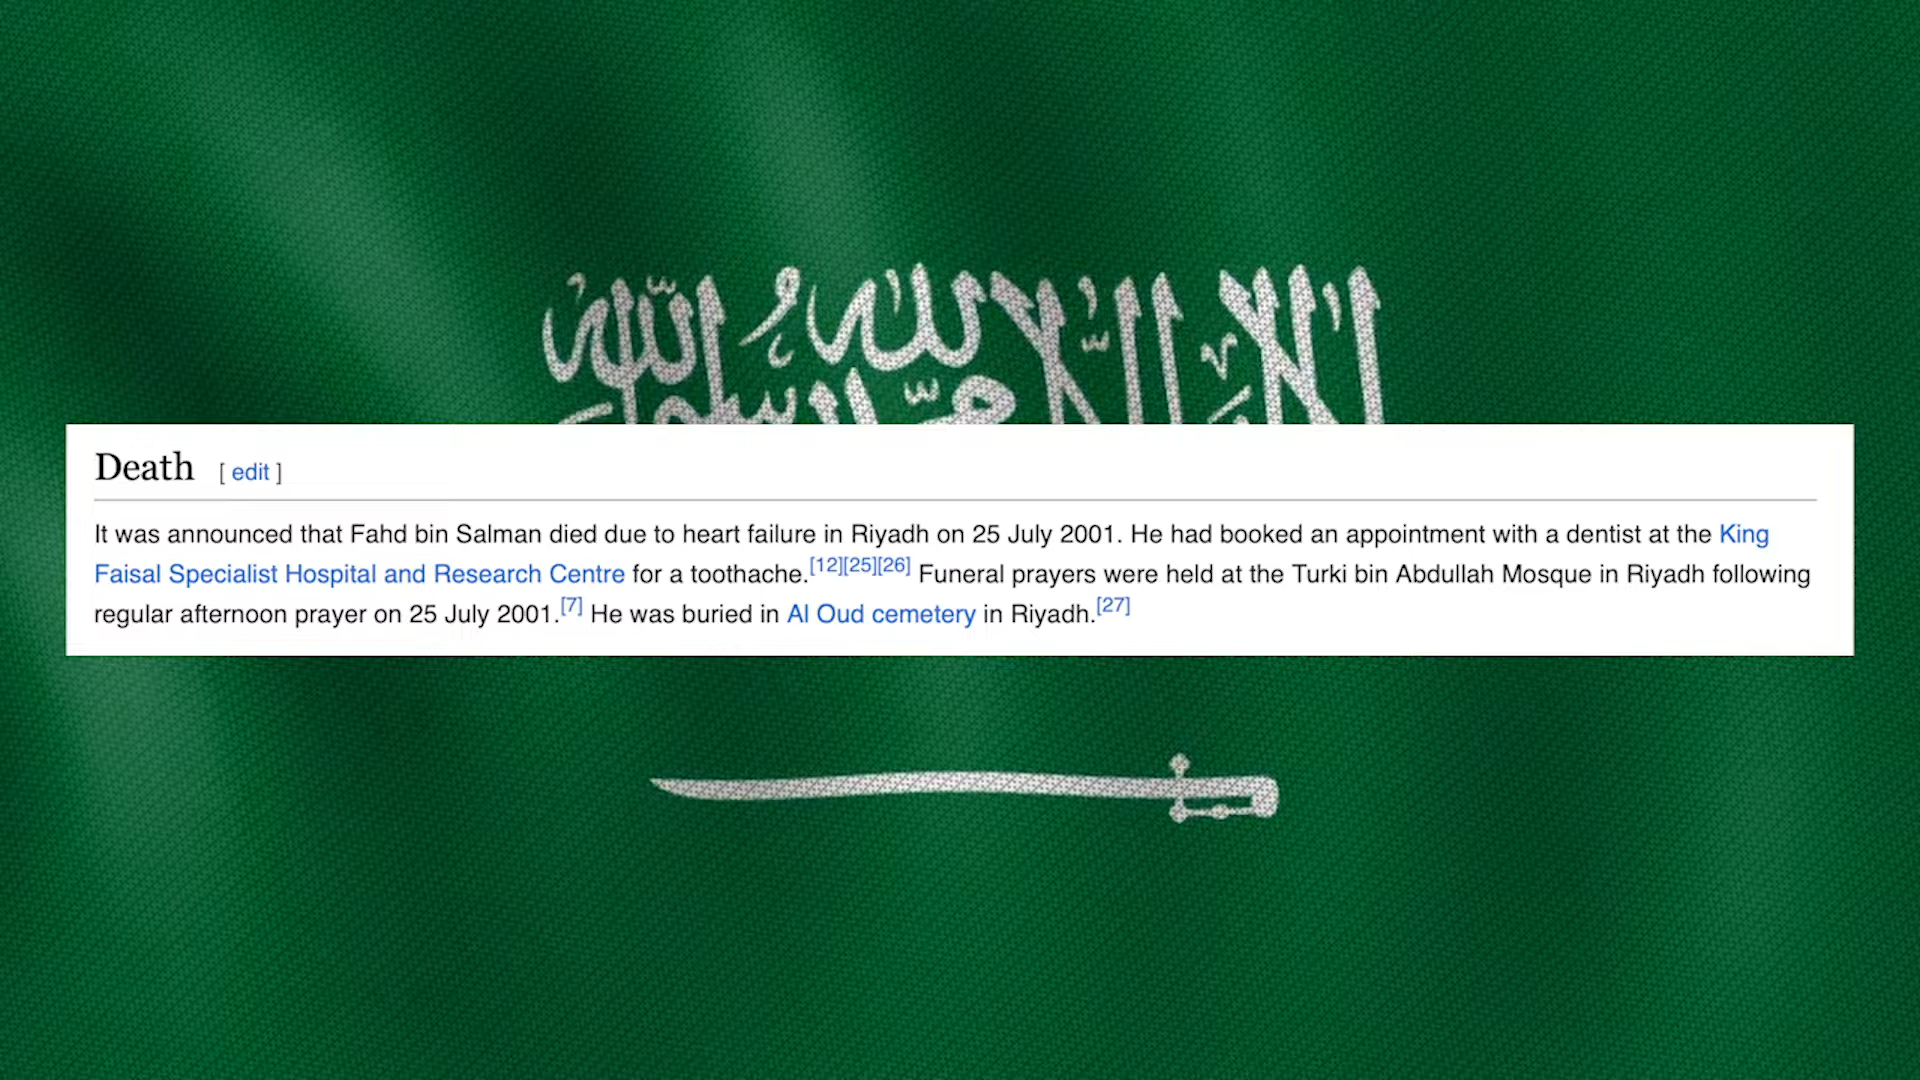 لا إله إلا الله محمد رسول الله
Death [ edit ]
It was announced that Fahd bin Salman died due to heart failure in Riyadh on 25 July 2001. He had booked an appointment with a dentist at the King
Faisal Specialist Hospital and Research Centre for a toothache.[12][25][26] Funeral prayers were held at the Turki bin Abdullah Mosque in Riyadh following
regular afternoon prayer on 25 July 2001.[7] He was buried in Al Oud cemetery in Riyadh.[27]